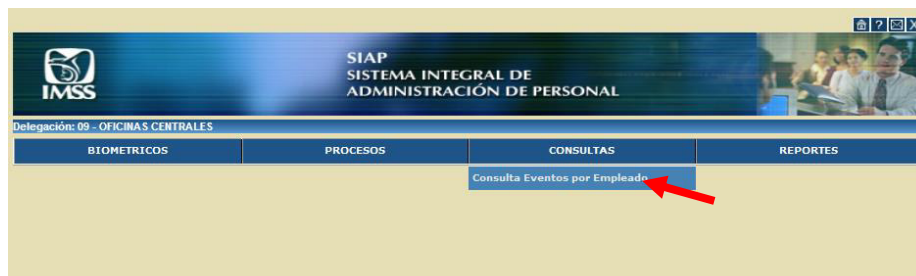 SIAP
SISTEMA INTEGRAL DE
ADMINISTRACIÓN DE PERSONAL
IMSS
Delegación: 09 - OFICINAS CENTRALES
BIOMETRICOS PROCESOS CONSULTAS REPORTES
Consulta Eventos por Empleado